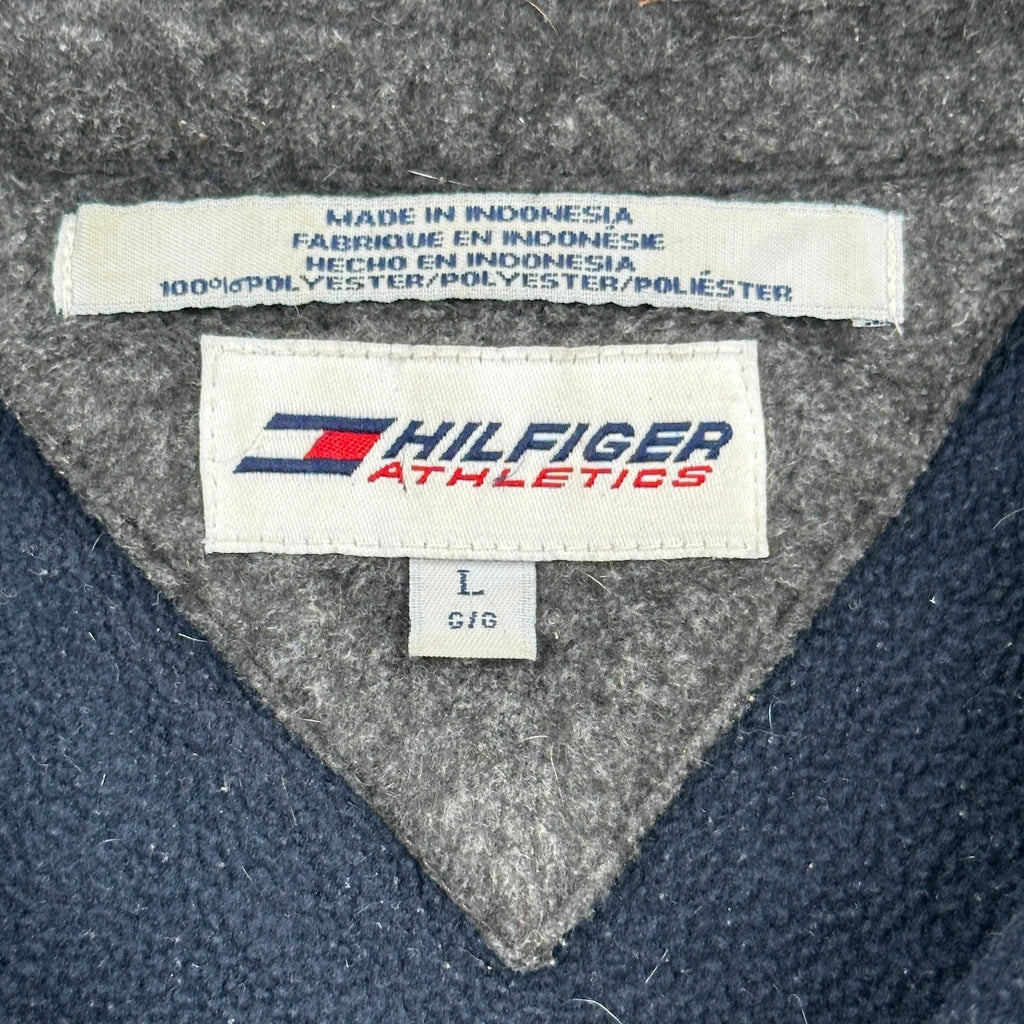 MADE IN INDONESIA
FABRIQUE EN INDONÉSIE
HECHO EN INDONESIA
100%POLYESTER/POLYESTER/POLIÉSTER
HILFIGER
ATHLETICS
L
G/G